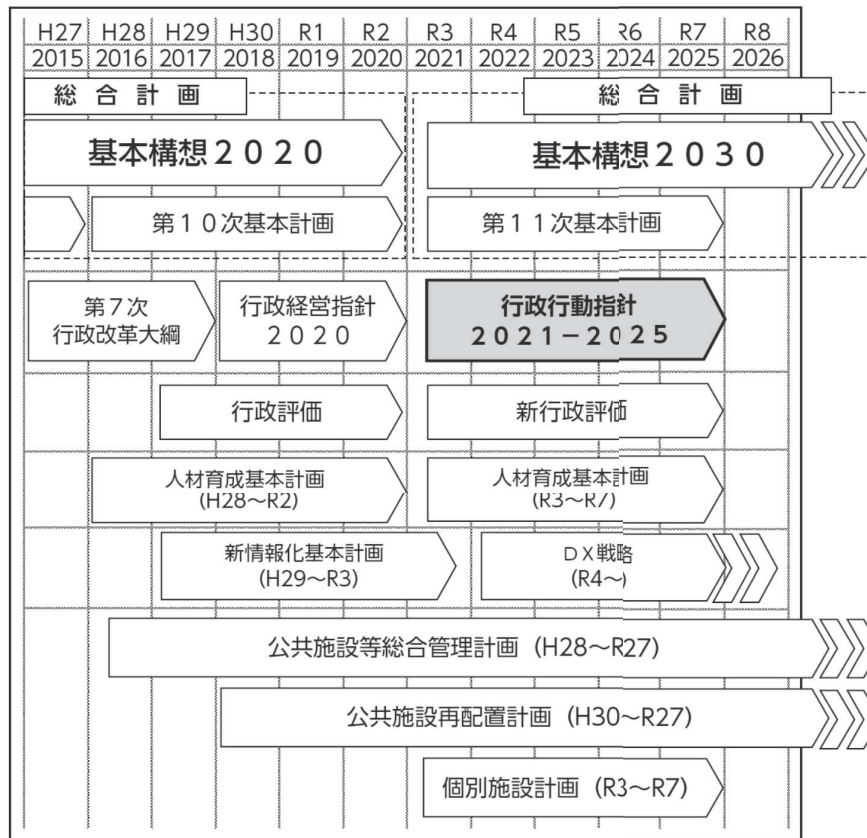 H27 H28 H29 H30 R1 R2 R3 R4 R5 R6 R7 R8
2015 2016 2017 2018 2019 2020 2021 2022 2023 2024 2025 2026
総合計画 総合計画
基本構想2020 基本構想2030
第10次基本計画 第11次基本計画
第7次
行政改革大綱
行政経営指針
2020
行政行動指針
2021-2025
行政評価 新行政評価
人材育成基本計画
(H28~R2)
人材育成基本計画
(R3~R7)
新情報化基本計画
(H29~R3)
DX戦略
(R4~)
公共施設等総合管理計画 (H28~R27)
公共施設再配置計画 (H30~R27)
個別施設計画 (R3~R7)